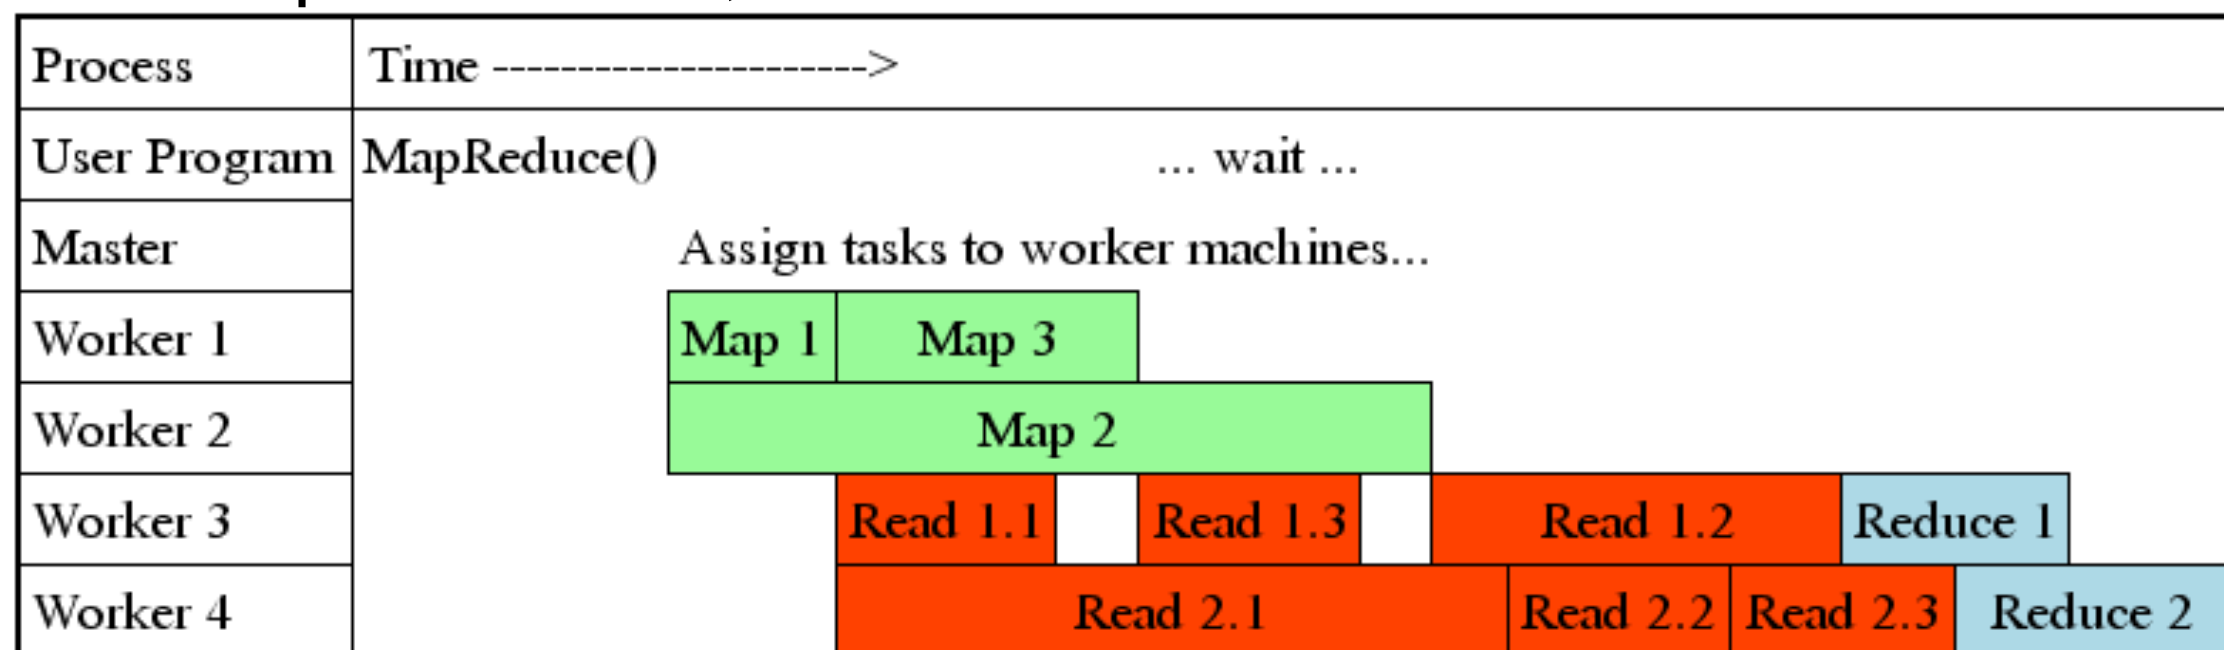 Process Time ---------------------->
User Program MapReduce() ... wait ...
Master Assign tasks to worker machines...
Worker 1 Map 1 Map 3
Worker 2 Map 2
Worker 3 Read 1.1 Read 1.3 Read 1.2 Reduce 1
Worker 4 Read 2.1 Read 2.2 Read 2.3 Reduce 2